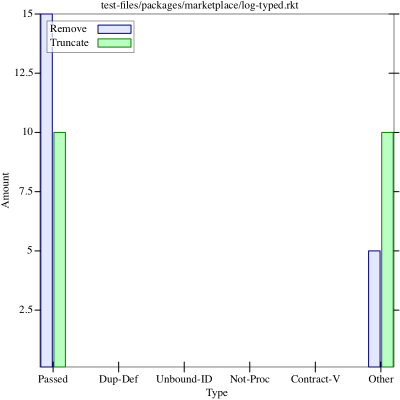 test-files/packages/marketplace/log-typed.rkt
15
Remove
Truncate
12.5
10
7.5
5
2.5
Amount
Passed Dup-Def Unbound-ID Not-Proc Contract-V Other
Type